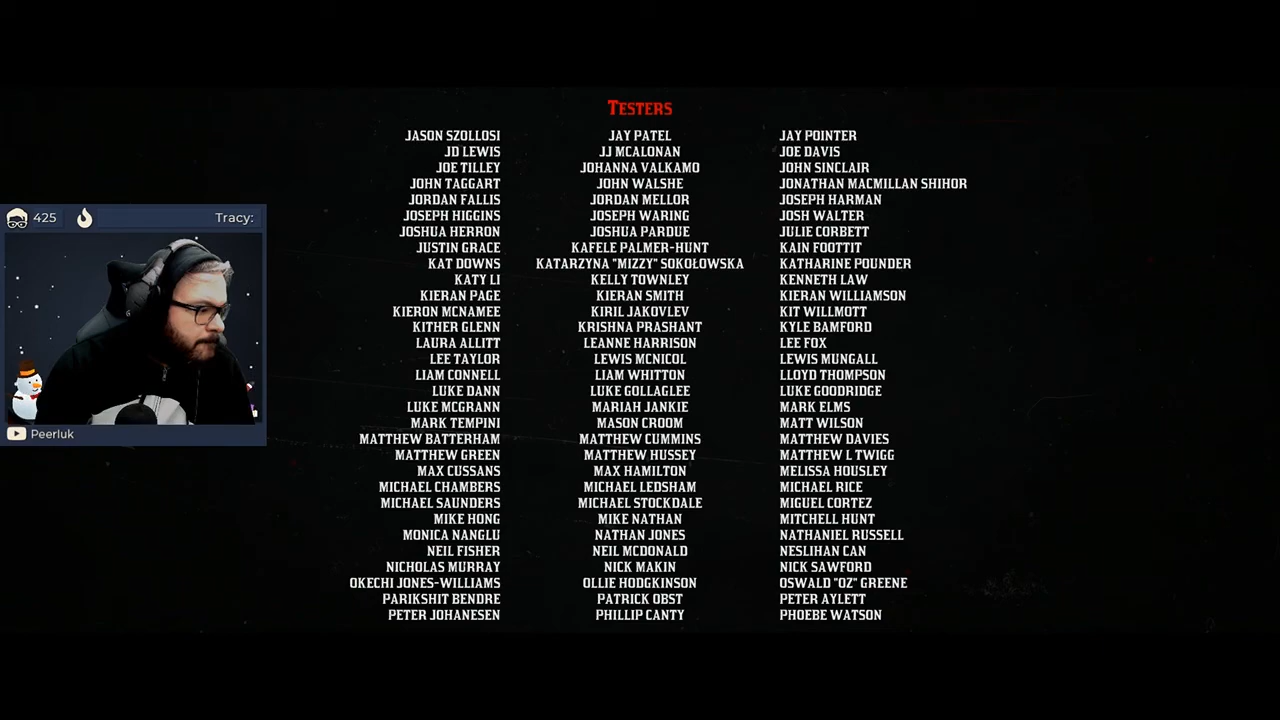 TESTERS
JASON SZOLLOSI JAY PATEL JAY POINTER
JD LEWIS JJ MCALONAN JOE DAVIS
JOE TILLEY JOHANNA VALKAMO JOHN SINCLAIR
JOHN TAGGART JOHN WALSHE JONATHAN MACMILLAN SHIHOR
JORDAN FALLIS JORDAN MELLOR JOSEPH HARMAN
JOSEPH HIGGINS JOSEPH WARING JOSH WALTER
JOSHUA HERRON JOSHUA PARDUE JULIE CORBETT
JUSTIN GRACE KAFELE PALMER-HUNT KAIN FOOTTIT
KAT DOWNS KATARZYNA "MIZZY" SOKOŁOWSKA KATHARINE POUNDER
KATY LI KELLY TOWNLEY KENNETH LAW
KIERAN PAGE KIERAN SMITH KIERAN WILLIAMSON
KIERON MCNAMEE KIRIL JAKOVLEV KIT WILLMOTT
KITHER GLENN KRISHNA PRASHANT KYLE BAMFORD
LAURA ALLITT LEANNE HARRISON LEE FOX
LEE TAYLOR LEWIS MCNICOL LEWIS MUNGALL
LIAM CONNELL LIAM WHITTON LLOYD THOMPSON
LUKE DANN LUKE GOLLAGLEE LUKE GOODRIDGE
LUKE MCGRANN MARIAH JANKIE MARK ELMS
MARK TEMPINI MASON CROOM MATT WILSON
MATTHEW BATTERHAM MATTHEW CUMMINS MATTHEW DAVIES
MATTHEW GREEN MATTHEW HUSSEY MATTHEW L TWIGG
MAX CUSSANS MAX HAMILTON MELISSA HOUSLEY
MICHAEL CHAMBERS MICHAEL LEDSHAM MICHAEL RICE
MICHAEL SAUNDERS MICHAEL STOCKDALE MIGUEL CORTEZ
MIKE HONG MIKE NATHAN MITCHELL HUNT
MONICA NANGLU NATHAN JONES NATHANIEL RUSSELL
NEIL FISHER NEIL MCDONALD NESLIHAN CAN
NICHOLAS MURRAY NICK MAKIN NICK SAWFORD
OKECHI JONES-WILLIAMS OLLIE HODGKINSON OSWALD "OZ" GREENE
PARIKSHIT BENDRE PATRICK OBST PETER AYLETT
PETER JOHANESEN PHILLIP CANTY PHOEBE WATSON
425 Tracy:
Peerluk